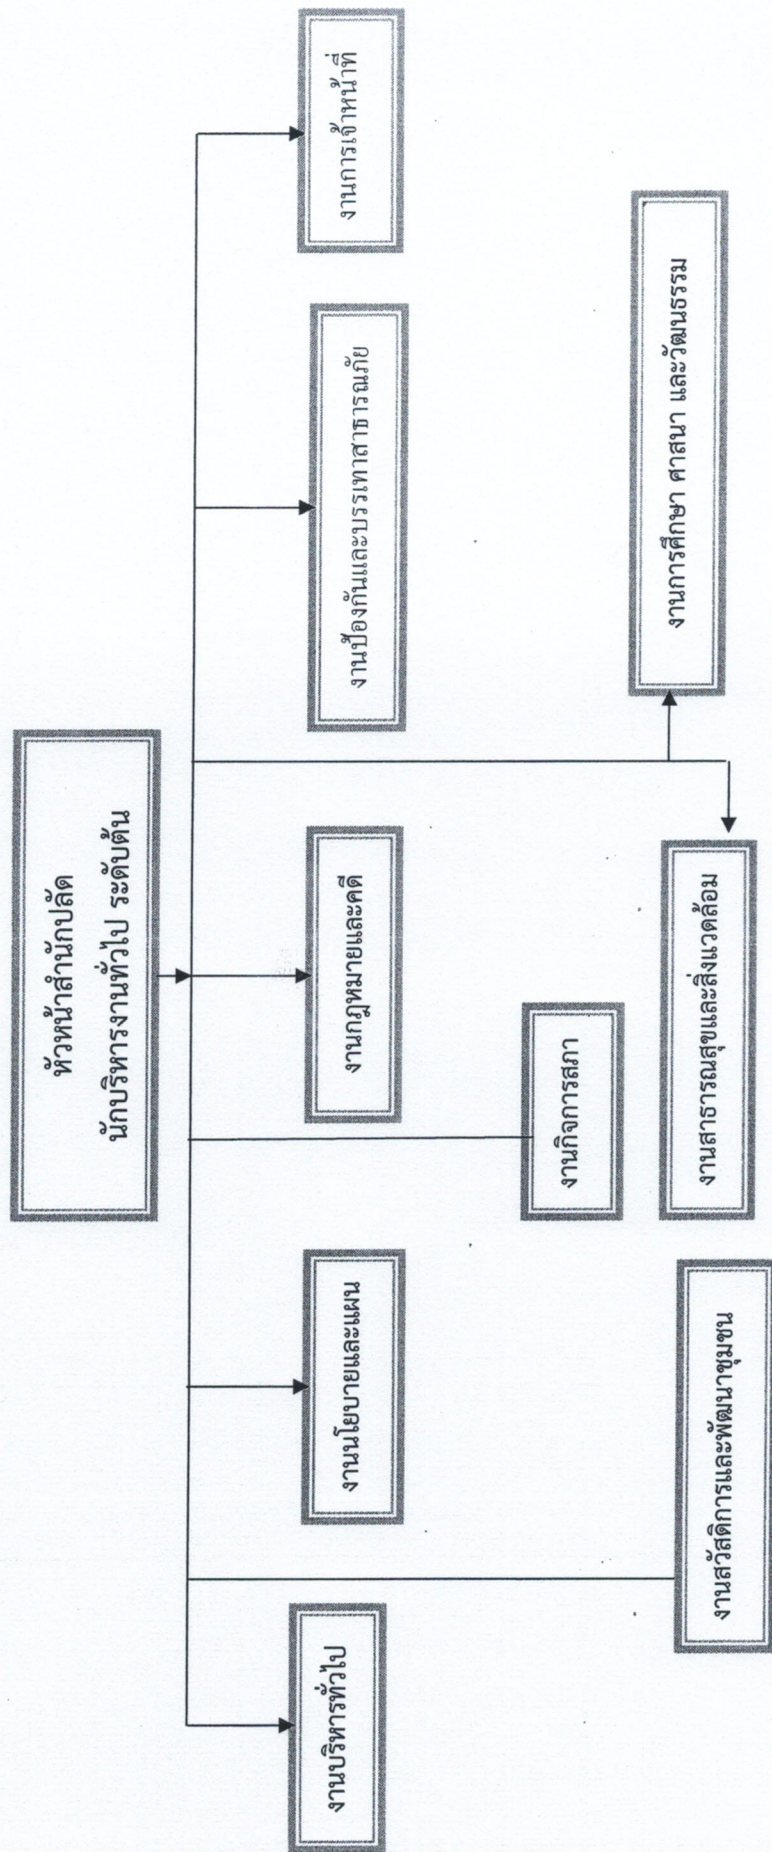 หัวหน้าสำนักปลัด
นักบริหารงานทั่วไป ระดับต้น
งานบริหารทั่วไป
งานนโยบายและแผน
งานกฎหมายและคดี
งานป้องกันและบรรเทาสาธารณภัย
งานการเจ้าหน้าที่
งานกิจการสภา
งานสวัสดิการและพัฒนาชุมชน
งานสาธารณสุขและสิ่งแวดล้อม
งานการศึกษา ศาสนา และวัฒนธรรม